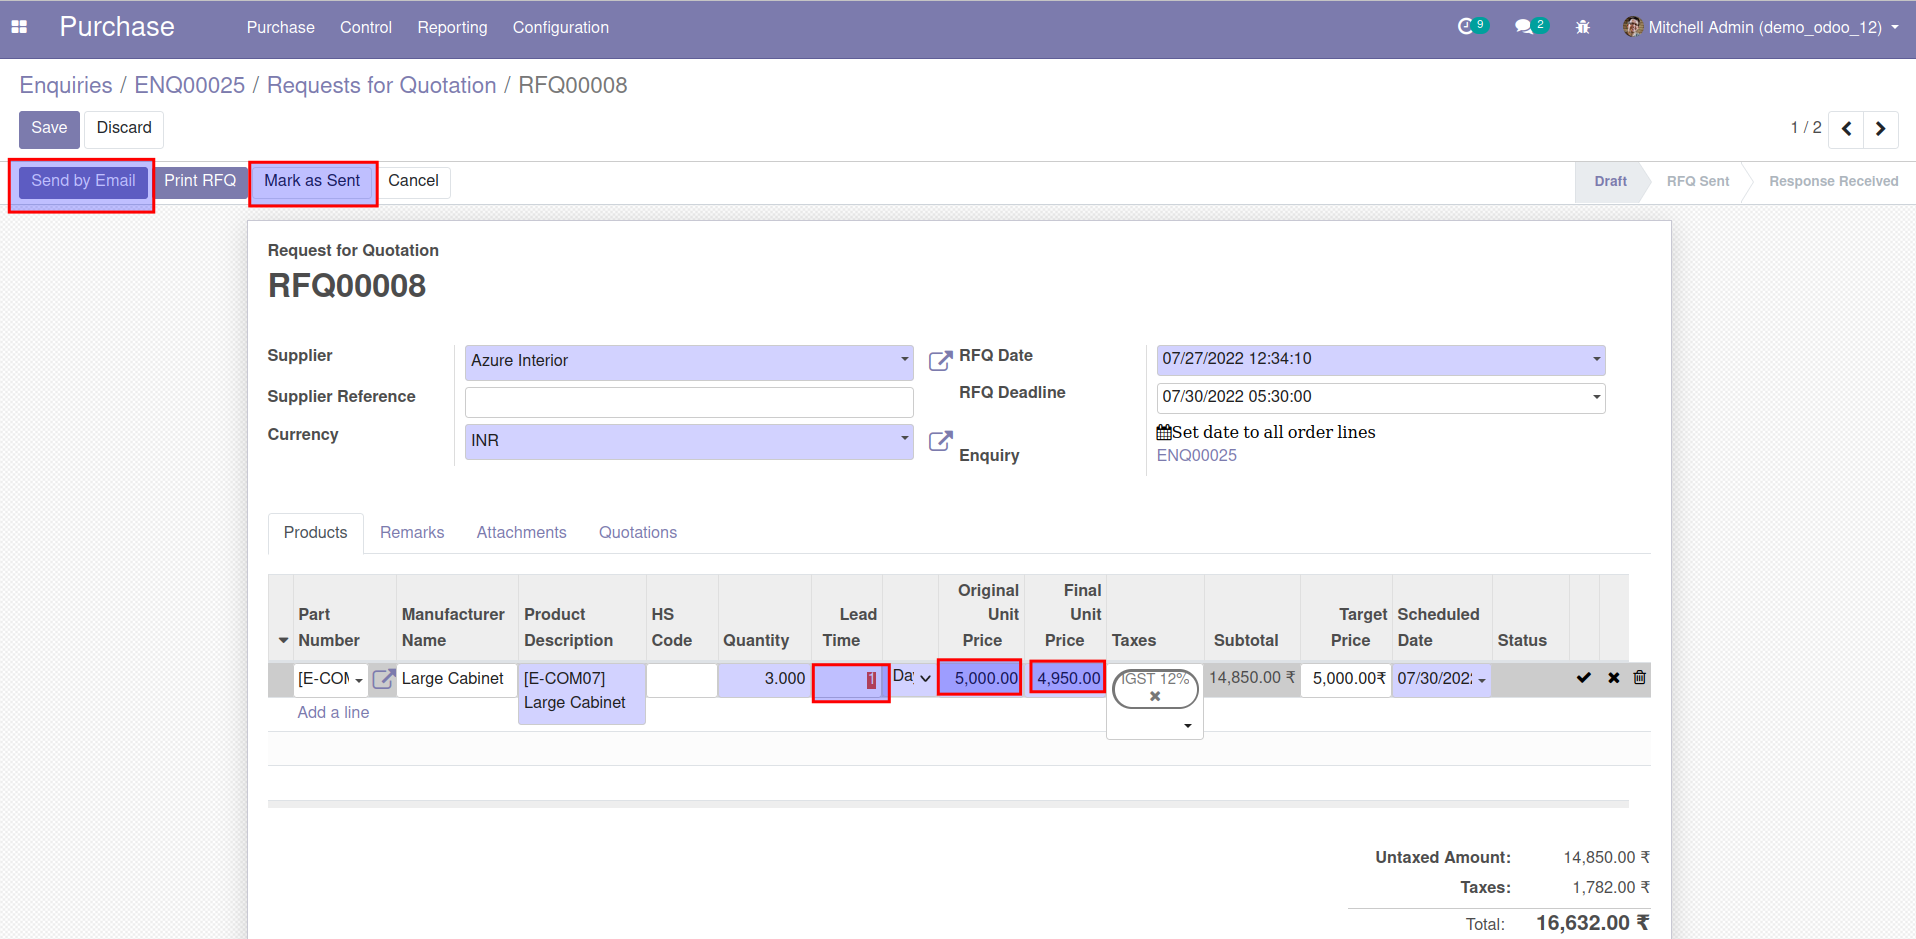 Purchase Purchase Control Reporting Configuration 9 2 Mitchell Admin (demo_odoo_12)
Enquiries / ENQ00025 / Requests for Quotation / RFQ00008
Save Discard 1 / 2
Send by Email Print RFQ Mark as Sent Cancel Draft RFQ Sent Response Received
Request for Quotation
RFQ00008
Supplier Azure Interior RFQ Date 07/27/2022 12:34:10
Supplier Reference RFQ Deadline 07/30/2022 05:30:00
Currency INR Set date to all order lines
Enquiry ENQ00025
Products Remarks Attachments Quotations
Part Number Manufacturer Name Product Description HS Code Quantity Lead Time Original Unit Price Final Unit Price Taxes Subtotal Target Price Scheduled Date Status
[E-COM Large Cabinet [E-COM07] Large Cabinet 3.000 1 Day 5,000.00 4,950.00 IGST 12% 14,850.00 ₹ 5,000.00₹ 07/30/202
Add a line
Untaxed Amount: 14,850.00 ₹
Taxes: 1,782.00 ₹
Total: 16,632.00 ₹